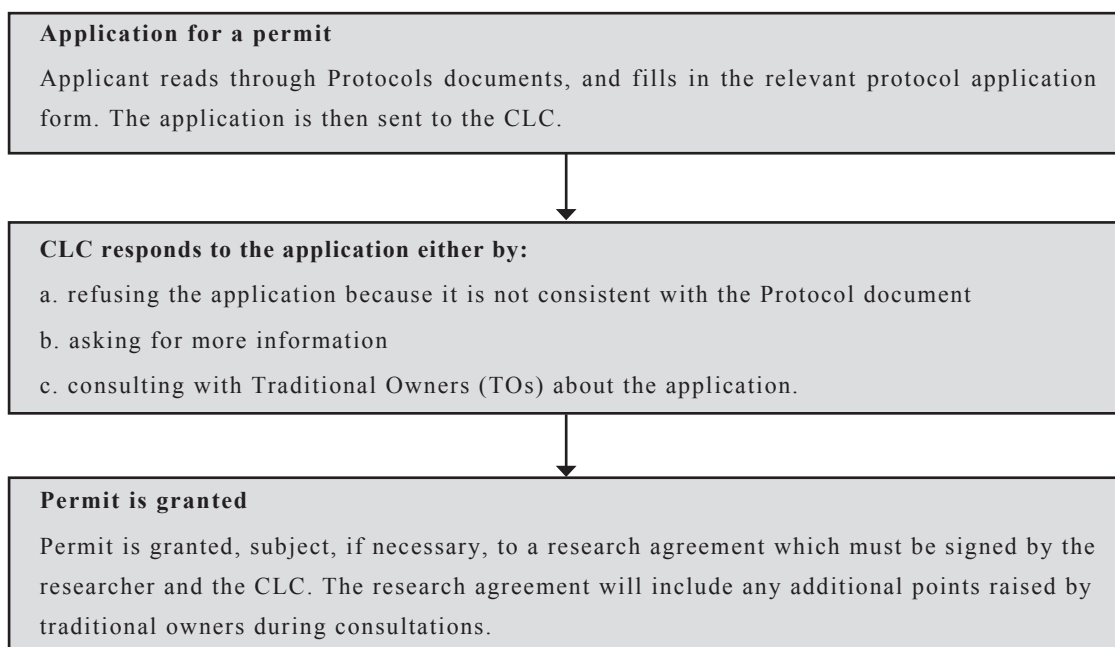 Application for a permit
Applicant reads through Protocols documents, and fills in the relevant protocol application
form. The application is then sent to the CLC.
CLC responds to the application either by:
a. refusing the application because it is not consistent with the Protocol document
b. asking for more information
c. consulting with Traditional Owners (TOs) about the application.
Permit is granted
Permit is granted, subject, if necessary, to a research agreement which must be signed by the
researcher and the CLC. The research agreement will include any additional points raised by
traditional owners during consultations.